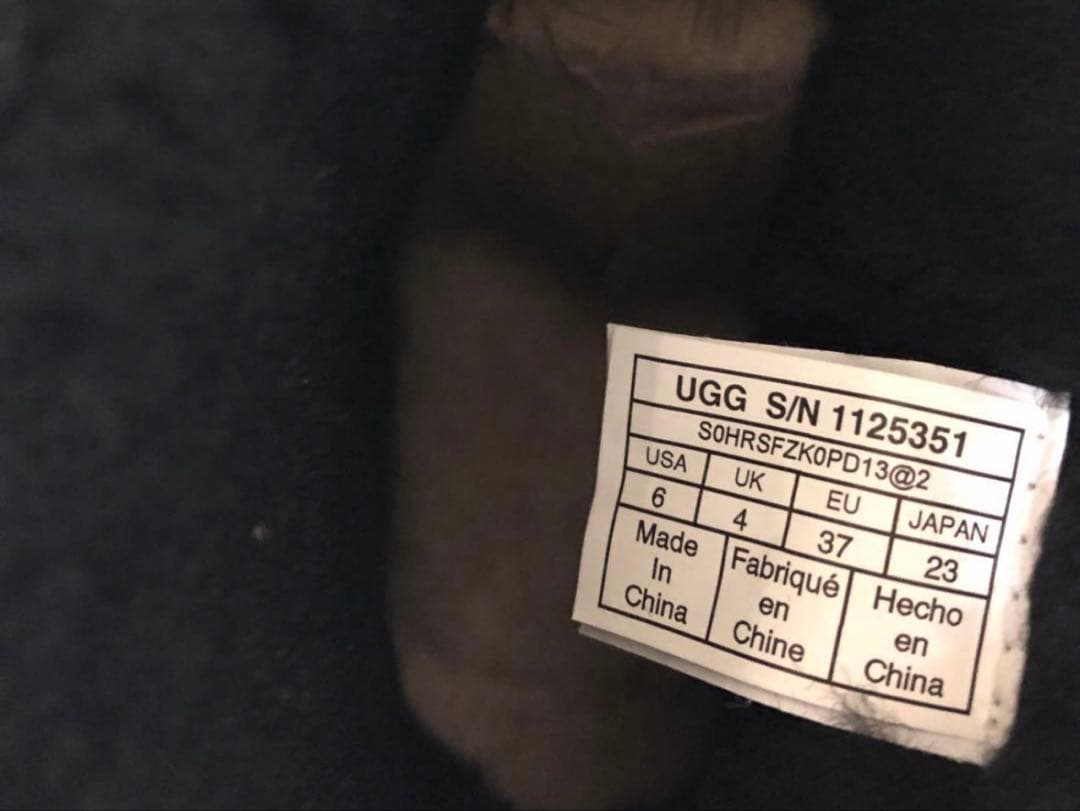 UGG S/N 1125351
S0HRSFZK0PD13@2
USA UK EU JAPAN
6 4 37 23
Made In China
Fabriqué en Chine
Hecho en China